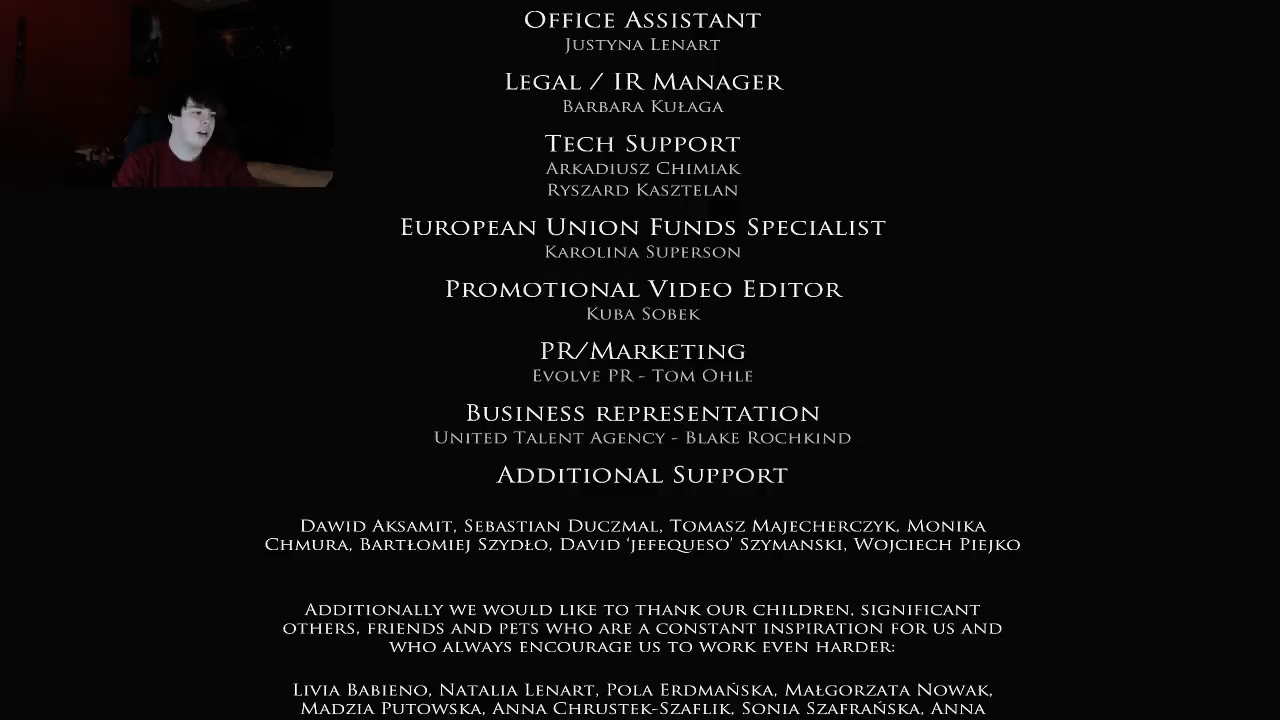 Office Assistant
Justyna Lenart
Legal / IR Manager
Barbara Kułaga
Tech Support
Arkadiusz Chimiak
Ryszard Kasztelan
European Union Funds Specialist
Karolina Superson
Promotional Video Editor
Kuba Sobek
PR/Marketing
Evolve PR - Tom Ohle
Business representation
United Talent Agency - Blake Rochkind
Additional Support
Dawid Aksamit, Sebastian Duczmal, Tomasz Majecherczyk, Monika
Chmura, Bartłomiej Szydło, David 'jefequeso' Szymanski, Wojciech Piejko
Additionally we would like to thank our children, significant
others, friends and pets who are a constant inspiration for us and
who always encourage us to work even harder:
Livia Babieno, Natalia Lenart, Pola Erdmańska, Małgorzata Nowak,
Madzia Putowska, Anna Chrustek-Szaflik, Sonia Szafrańska, Anna